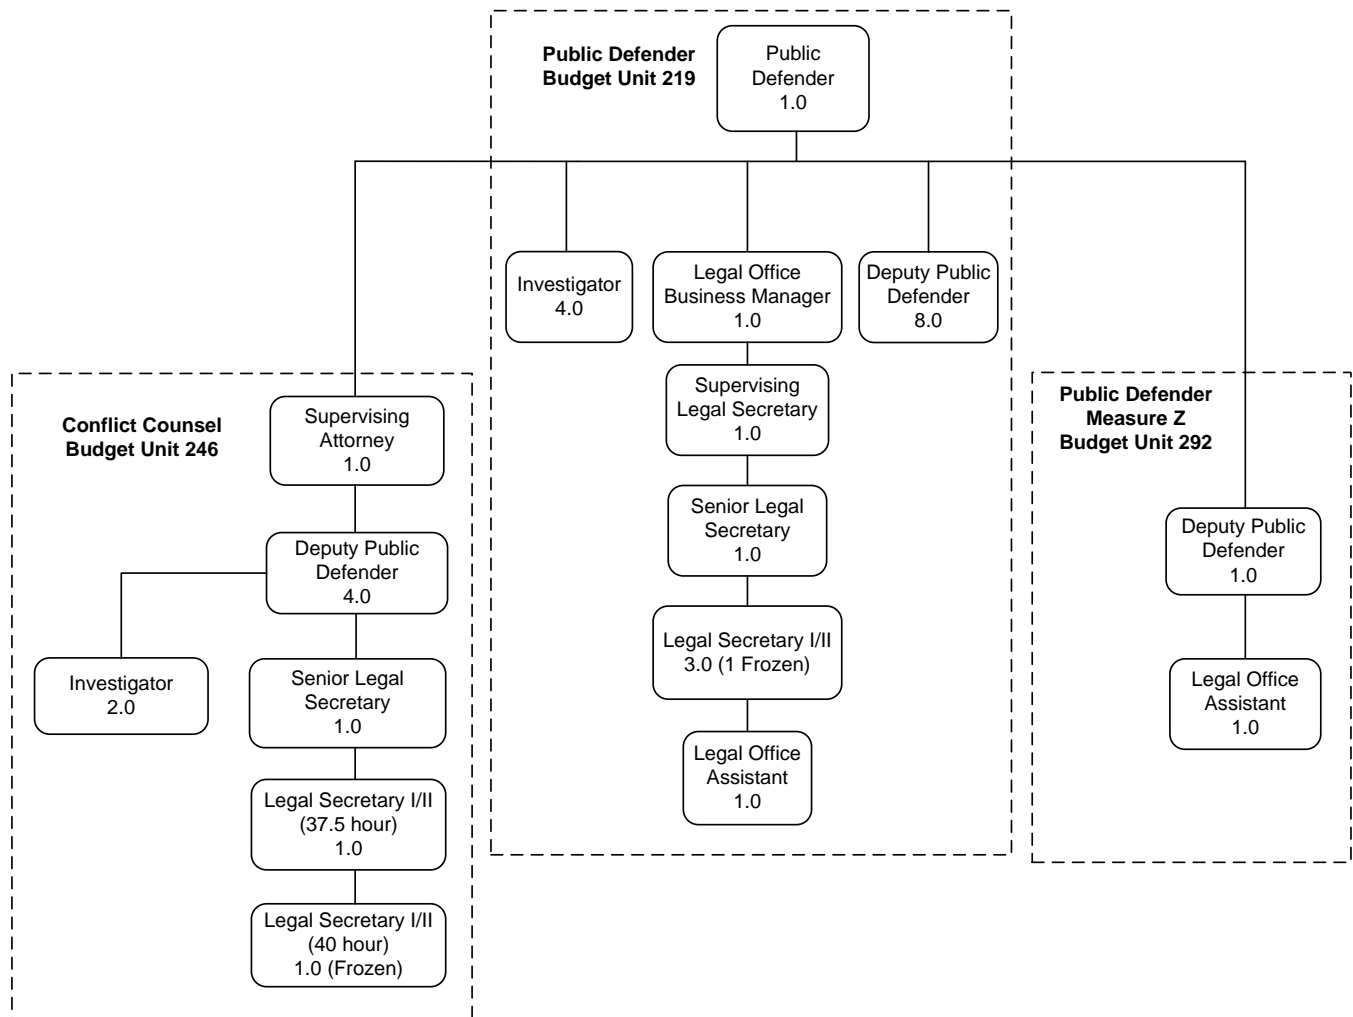 Public Defender
Budget Unit 219
Public
Defender
1.0
Investigator
4.0
Legal Office
Business Manager
1.0
Deputy Public
Defender
8.0
Supervising
Legal Secretary
1.0
Senior Legal
Secretary
1.0
Legal Secretary I/II
3.0 (1 Frozen)
Legal Office
Assistant
1.0
Conflict Counsel
Budget Unit 246
Supervising
Attorney
1.0
Deputy Public
Defender
4.0
Investigator
2.0
Senior Legal
Secretary
1.0
Legal Secretary I/II
(37.5 hour)
1.0
Legal Secretary I/II
(40 hour)
1.0 (Frozen)
Public Defender
Measure Z
Budget Unit 292
Deputy Public
Defender
1.0
Legal Office
Assistant
1.0